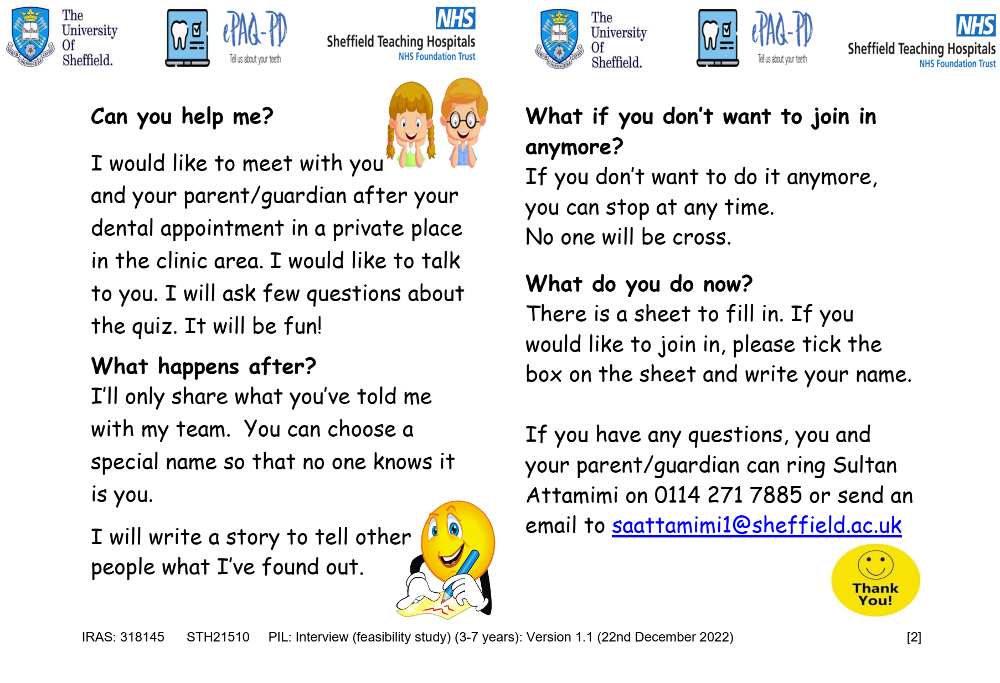 The
University
Of
Sheffield.
ePAQ-PD
Tell us about your teeth
NHS
Sheffield Teaching Hospitals
NHS Foundation Trust
Can you help me?
I would like to meet with you
and your parent/guardian after your
dental appointment in a private place
in the clinic area. I would like to talk
to you. I will ask few questions about
the quiz. It will be fun!
What happens after?
I'll only share what you've told me
with my team.  You can choose a
special name so that no one knows it
is you.
I will write a story to tell other
people what I've found out.
The
University
Of
Sheffield.
ePAQ-PD
Tell us about your teeth
NHS
Sheffield Teaching Hospitals
NHS Foundation Trust
What if you don't want to join in
anymore?
If you don't want to do it anymore,
you can stop at any time.
No one will be cross.
What do you do now?
There is a sheet to fill in. If you
would like to join in, please tick the
box on the sheet and write your name.
If you have any questions, you and
your parent/guardian can ring Sultan
Attamimi on 0114 271 7885 or send an
email to saattamimi1@sheffield.ac.uk
Thank
You!
IRAS: 318145 STH21510 PIL: Interview (feasibility study) (3-7 years): Version 1.1 (22nd December 2022) [2]